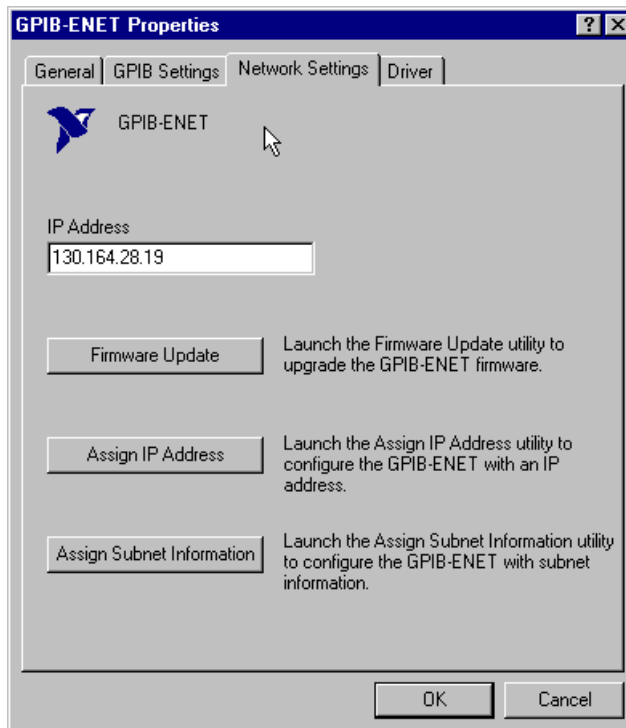 GPIB-ENET Properties
General GPIB Settings Network Settings Driver
GPIB-ENET
IP Address
130.164.28.19
Firmware Update
Launch the Firmware Update utility to
upgrade the GPIB-ENET firmware.
Assign IP Address
Launch the Assign IP Address utility to
configure the GPIB-ENET with an IP
address.
Assign Subnet Information
Launch the Assign Subnet Information utility
to configure the GPIB-ENET with subnet
information.
OK Cancel